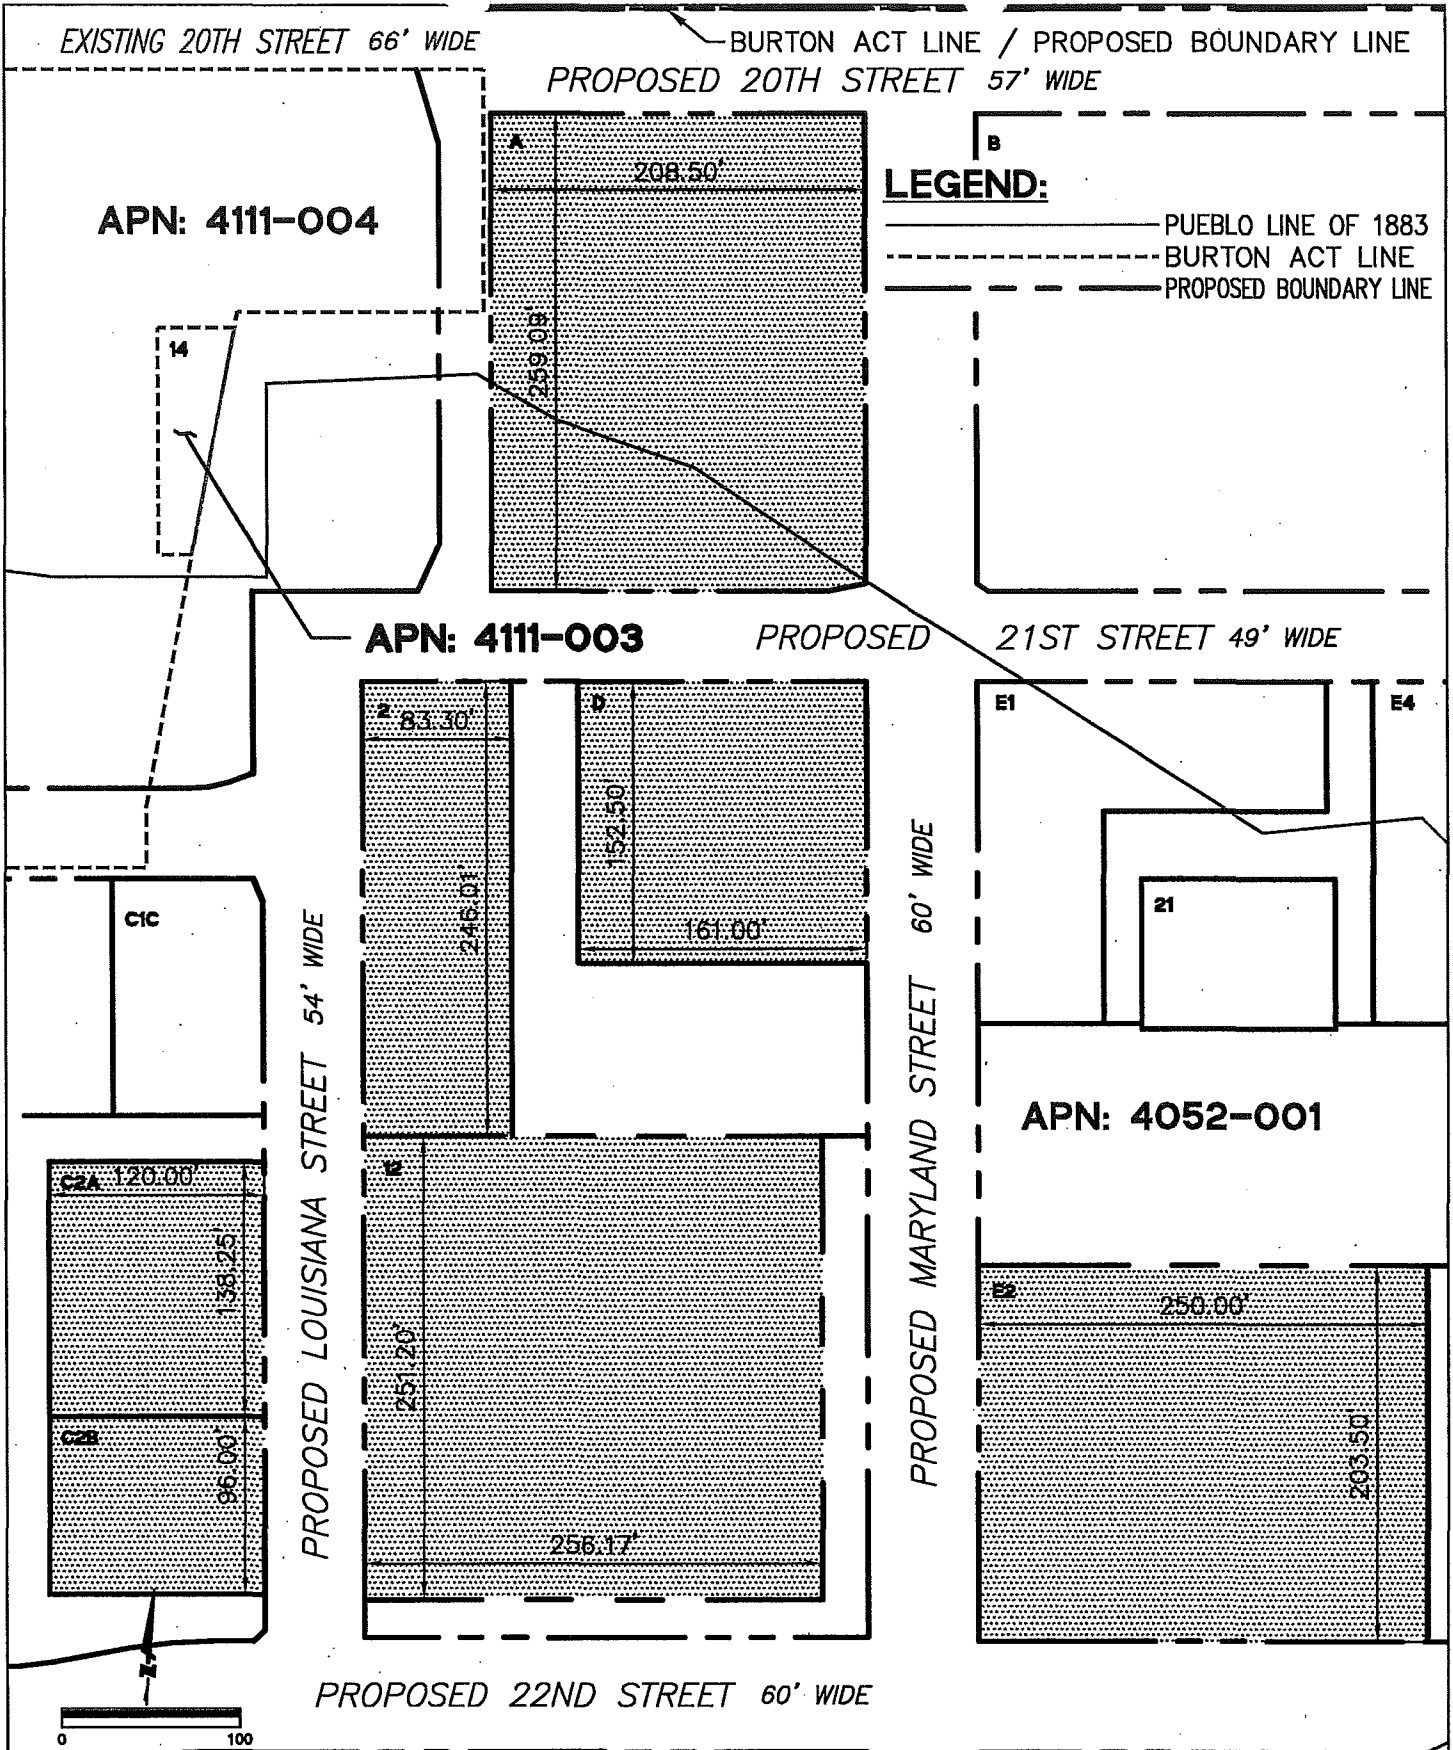 EXISTING 20TH STREET 66' WIDE
BURTON ACT LINE / PROPOSED BOUNDARY LINE
PROPOSED 20TH STREET 57' WIDE
A
B
208.50'
LEGEND:
APN: 4111-004
PUEBLO LINE OF 1883
BURTON ACT LINE
PROPOSED BOUNDARY LINE
14
259.09'
APN: 4111-003
PROPOSED 21ST STREET 49' WIDE
2
83.30'
D
E1
E4
152.50'
246.01'
161.00'
21
C1C
PROPOSED LOUISIANA STREET 54' WIDE
PROPOSED MARYLAND STREET 60' WIDE
APN: 4052-001
C2A 120.00'
12
138.25'
E2
250.00'
251.20'
C2B
96.00'
203.50'
256.17'
N
PROPOSED 22ND STREET 60' WIDE
0 100